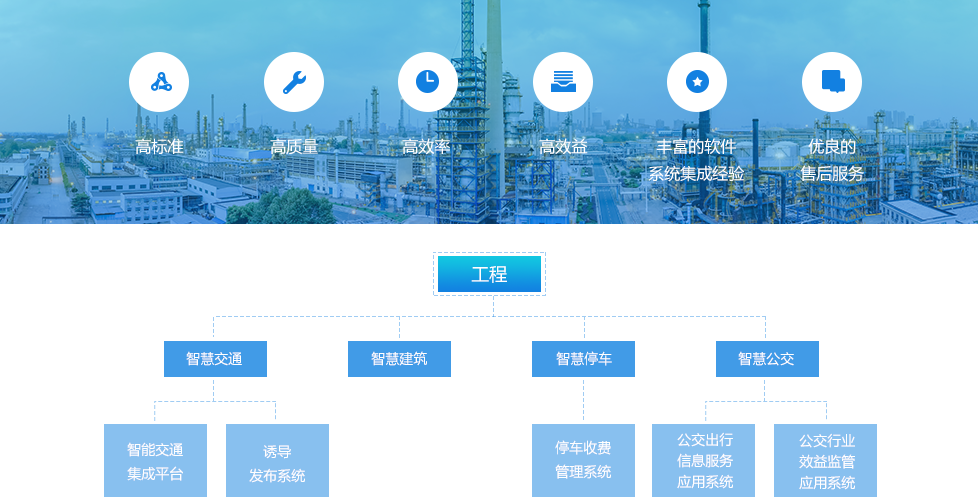 高标准
高质量
高效率
高效益
丰富的软件
系统集成经验
优良的
售后服务
工程
智慧交通
智慧建筑
智慧停车
智慧公交
智能交通
集成平台
诱导
发布系统
停车收费
管理系统
公交出行
信息服务
应用系统
公交行业
效益监管
应用系统